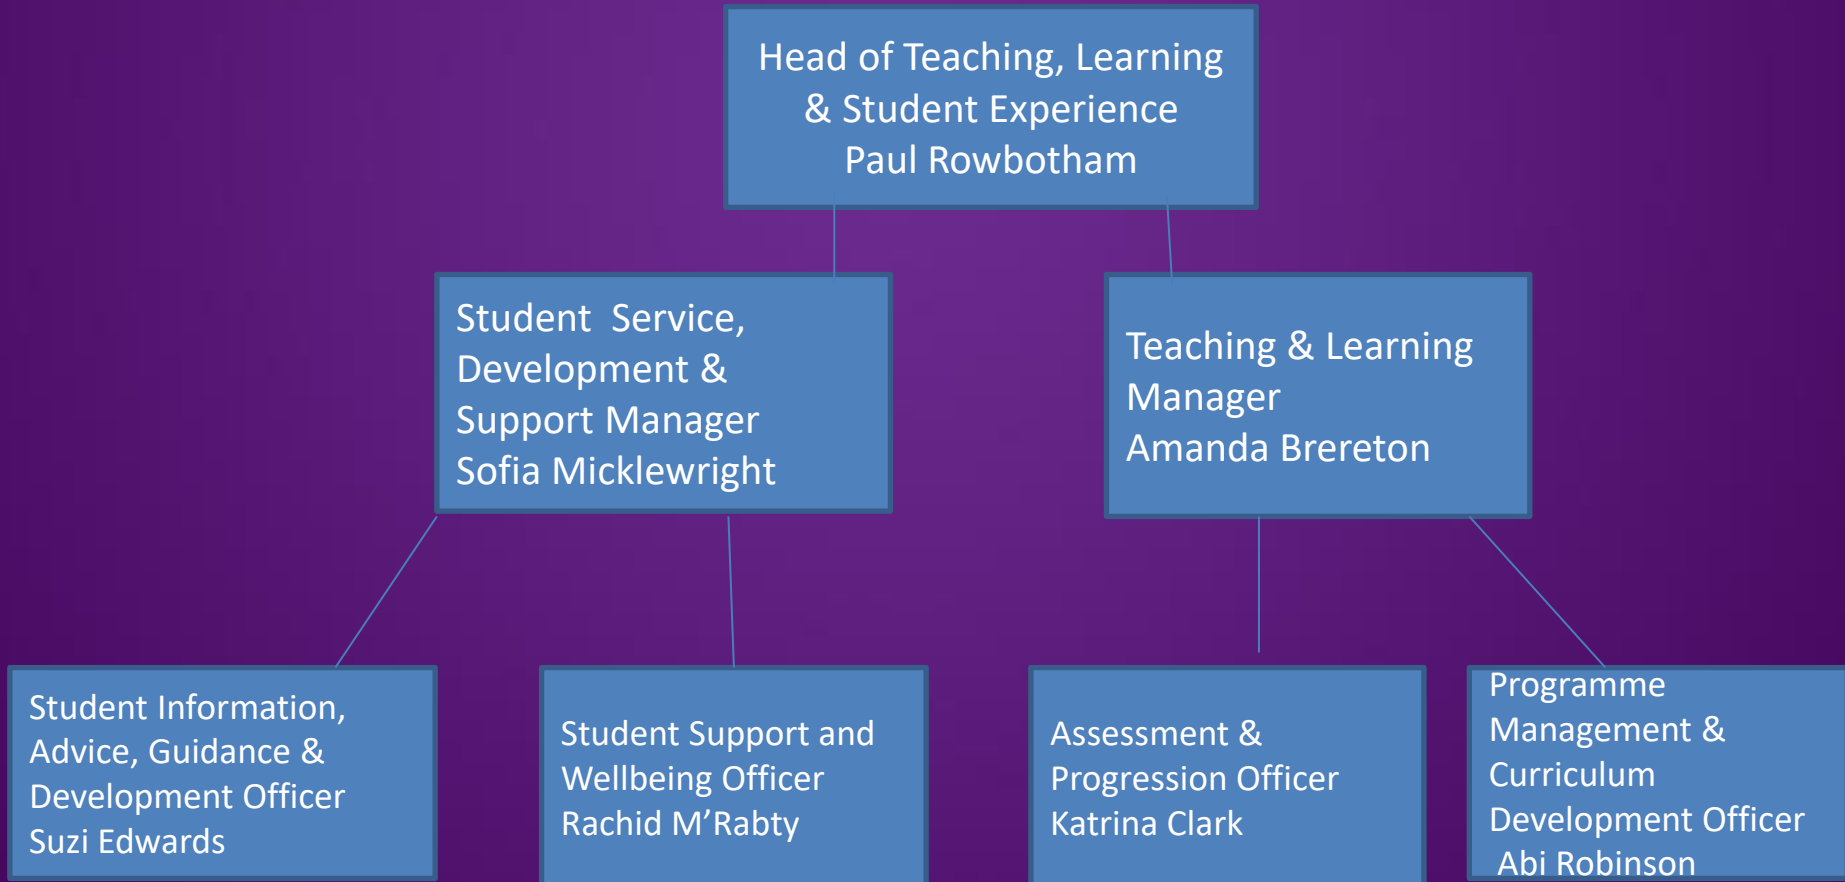 Head of Teaching, Learning
& Student Experience
Paul Rowbotham
Student  Service,
Development &
Support Manager
Sofia Micklewright
Teaching & Learning
Manager
Amanda Brereton
Student Information,
Advice, Guidance &
Development Officer
Suzi Edwards
Student Support and
Wellbeing Officer
Rachid M’Rabty
Assessment &
Progression Officer
Katrina Clark
Programme
Management &
Curriculum
Development Officer
Abi Robinson